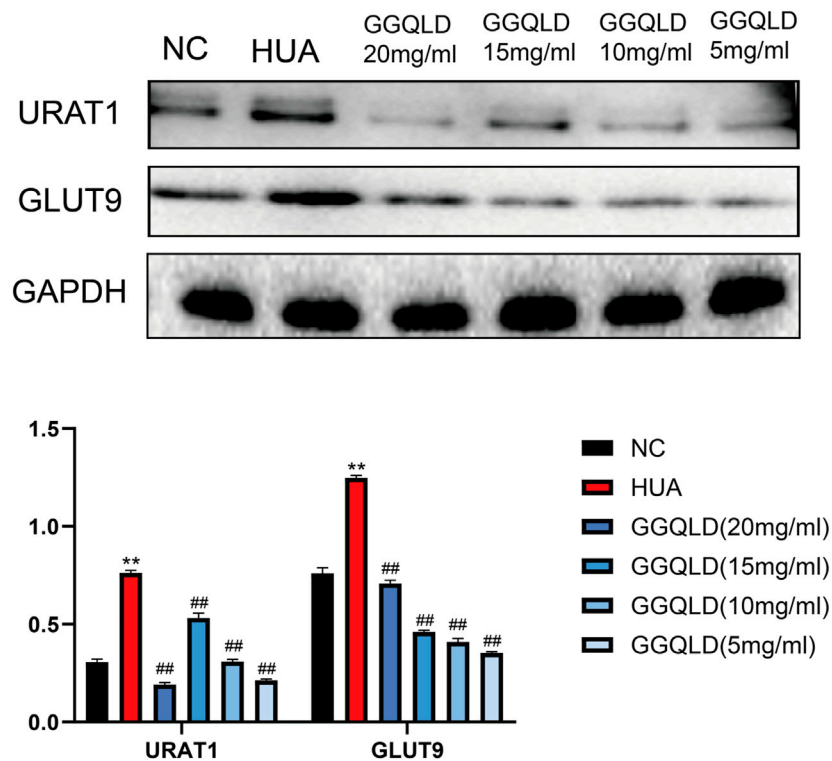 NC HUA GGQLD 20mg/ml GGQLD 15mg/ml GGQLD 10mg/ml GGQLD 5mg/ml
URAT1
GLUT9
GAPDH
1.5
1.0
0.5
0.0
**
##
##
##
##
**
##
##
##
##
URAT1 GLUT9
NC
HUA
GGQLD(20mg/ml)
GGQLD(15mg/ml)
GGQLD(10mg/ml)
GGQLD(5mg/ml)